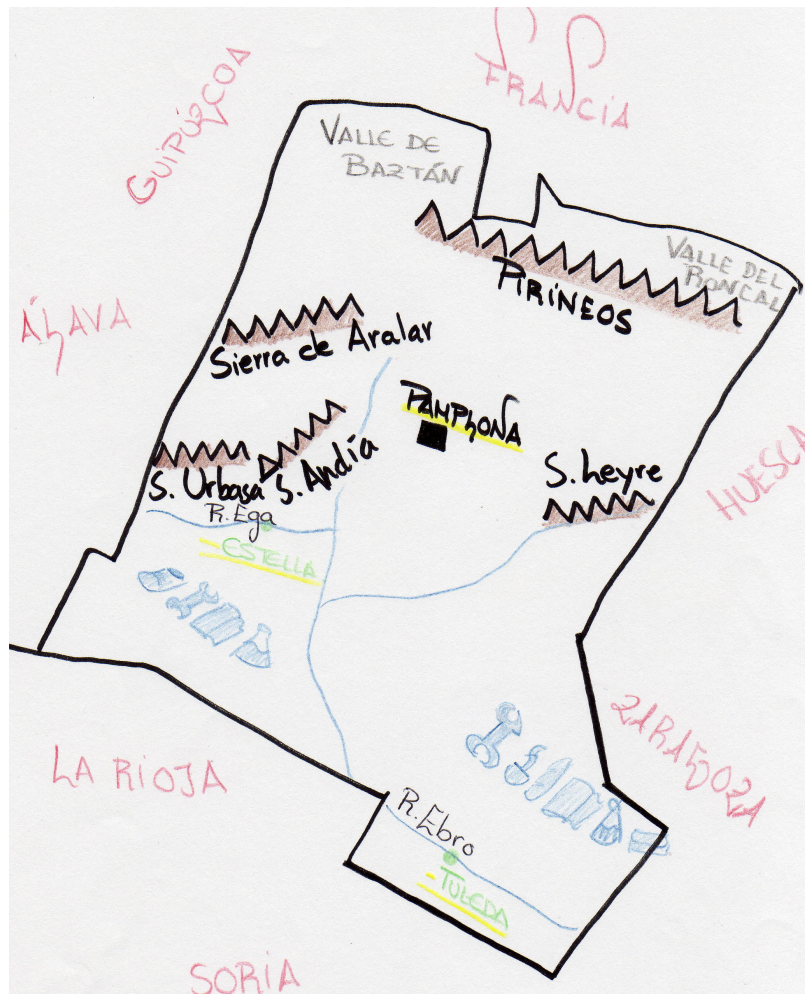 FRANCIA
GUIPÚZCOA
VALLE DE
BAZTÁN
VALLE DEL
RONCAL
PIRINEOS
ÁLAVA
Sierra de Aralar
PAMPLONA
HUESCA
S. Leyre
S. Urbasa
S. Andía
R. Ega
ESTELLA
ZARAGOZA
LA RIOJA
R. Ebro
TULEDA
SORIA